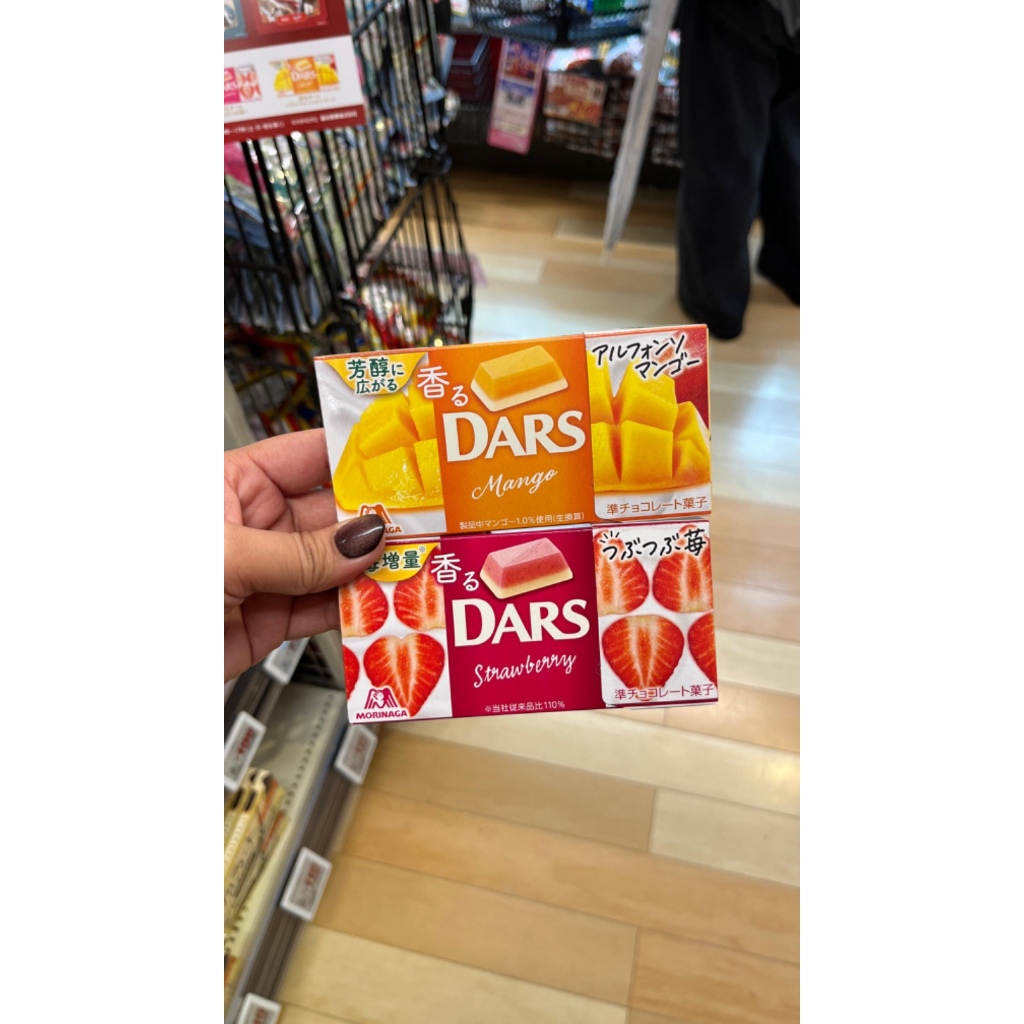 DARS
芳醇に
広がる
香る
DARS
Mango
アルフォンソ
マンゴー
準チョコレート菓子
製品中マンゴー1.0%使用(生換算)
増量※
香る
DARS
Strawberry
つぶつぶ苺
準チョコレート菓子
MORINAGA
※当社従来品比110%